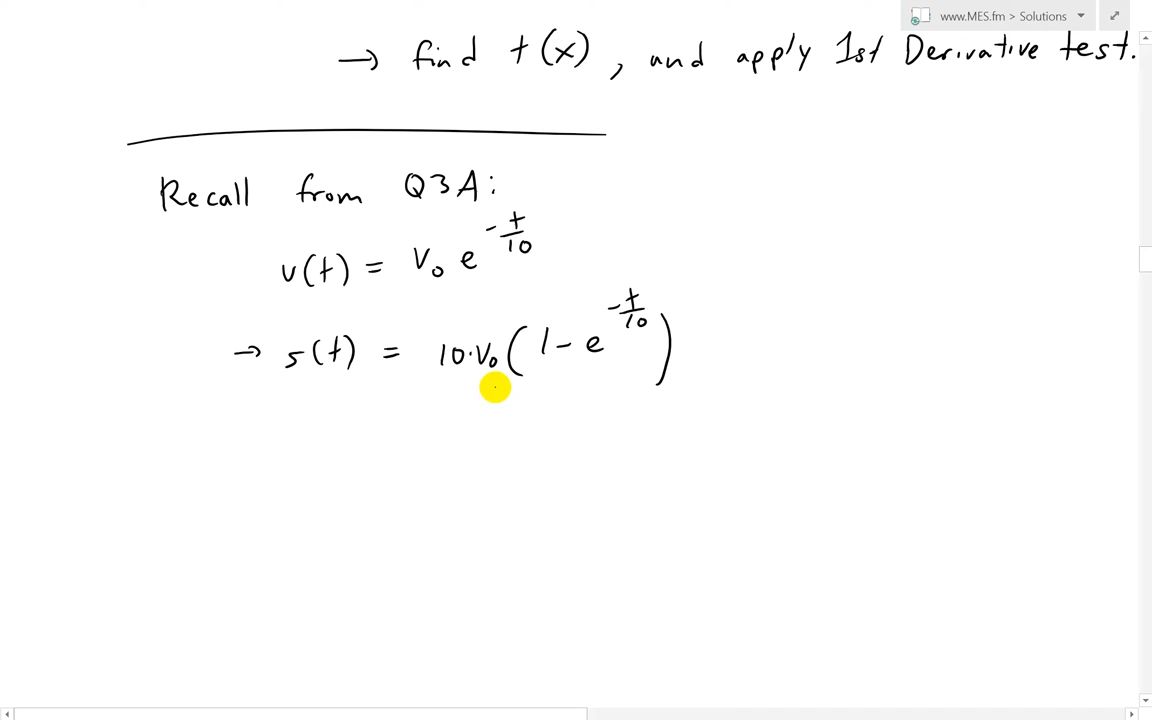 www.MES.fm > Solutions
→ find t(x), and apply 1st Derivative test.
Recall from Q3A:
v(t) = V₀ e^(-t/10)
→ s(t) = 10·V₀(1 - e^(-t/10))